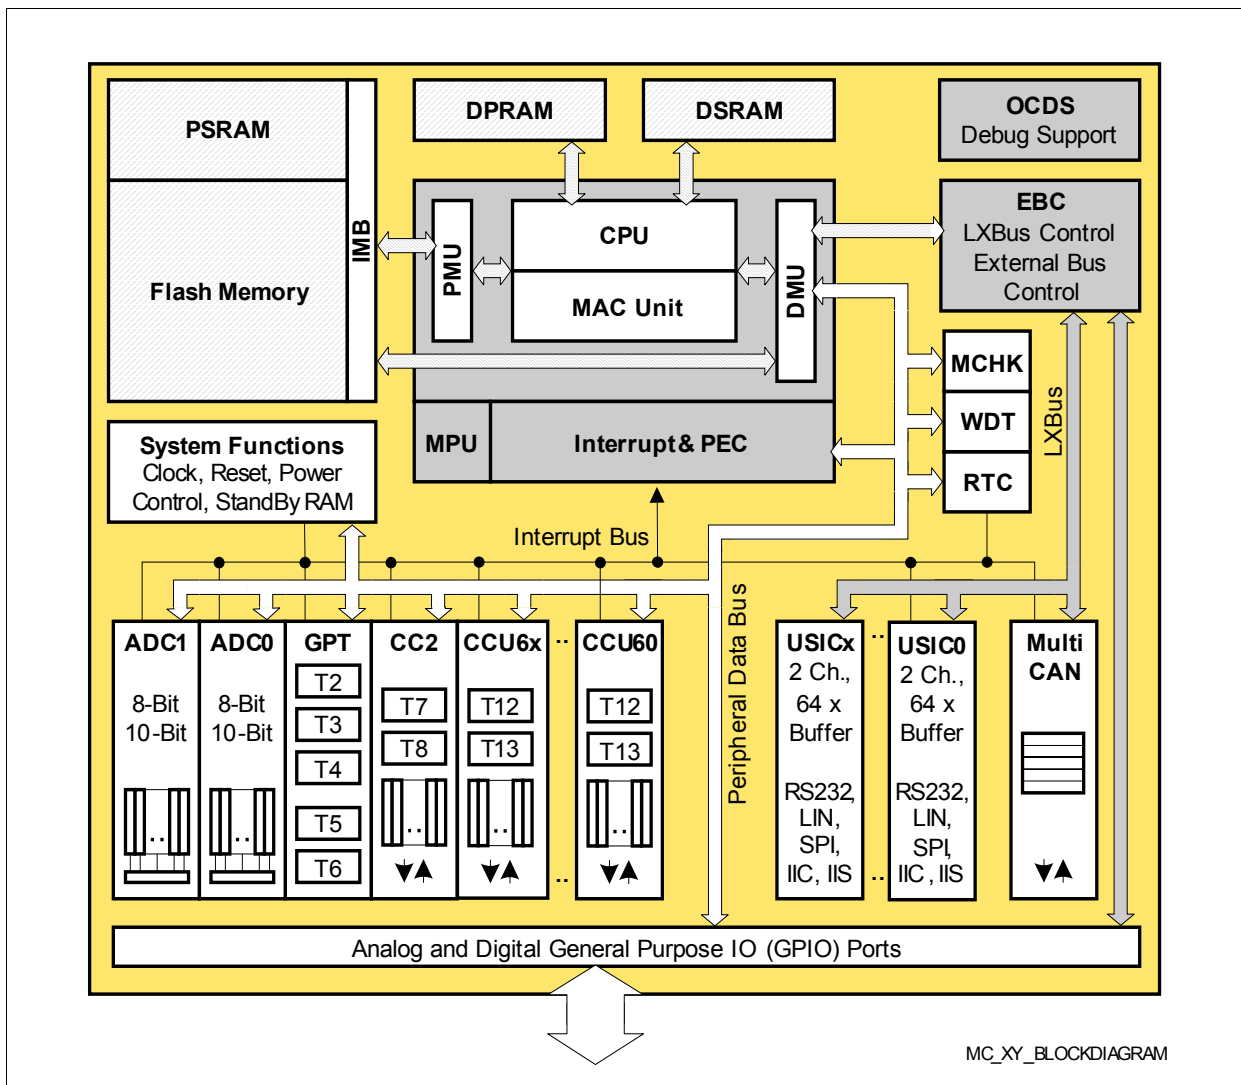 PSRAM
Flash Memory
IMB
DPRAM
DSRAM
OCDS
Debug Support
PMU
CPU
MAC Unit
DMU
EBC
LXBus Control
External Bus
Control
MPU
Interrupt & PEC
MCHK
WDT
RTC
LXBus
System Functions
Clock, Reset, Power
Control, StandBy RAM
Interrupt Bus
Peripheral Data Bus
ADC1
8-Bit
10-Bit
..
ADC0
8-Bit
10-Bit
..
GPT
T2
T3
T4
T5
T6
CC2
T7
T8
..
CCU6x
T12
T13
..
..
..
CCU60
T12
T13
..
USICx
2 Ch.,
64 x
Buffer
RS232,
LIN,
SPI,
IIC, IIS
..
..
USIC0
2 Ch.,
64 x
Buffer
RS232,
LIN,
SPI,
IIC, IIS
Multi
CAN
Analog and Digital General Purpose IO (GPIO) Ports
MC_XY_BLOCKDIAGRAM